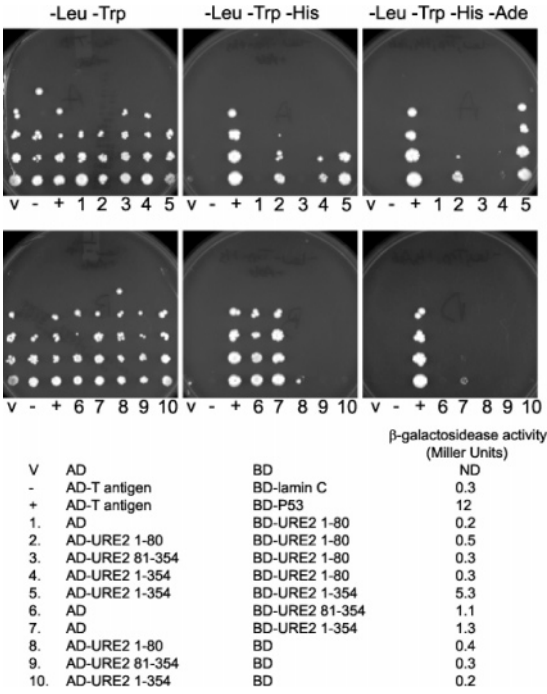 -Leu -Trp -Leu -Trp -His -Leu -Trp -His -Ade
v - + 1 2 3 4 5 v - + 1 2 3 4 5 v - + 1 2 3 4 5
v - + 6 7 8 9 10 v - + 6 7 8 9 10 v - + 6 7 8 9 10
β-galactosidease activity
(Miller Units)
V AD BD ND
- AD-T antigen BD-lamin C 0.3
+ AD-T antigen BD-P53 12
1. AD BD-URE2 1-80 0.2
2. AD-URE2 1-80 BD-URE2 1-80 0.5
3. AD-URE2 81-354 BD-URE2 1-80 0.3
4. AD-URE2 1-354 BD-URE2 1-80 0.3
5. AD-URE2 1-354 BD-URE2 1-354 5.3
6. AD BD-URE2 81-354 1.1
7. AD BD-URE2 1-354 1.3
8. AD-URE2 1-80 BD 0.4
9. AD-URE2 81-354 BD 0.3
10. AD-URE2 1-354 BD 0.2